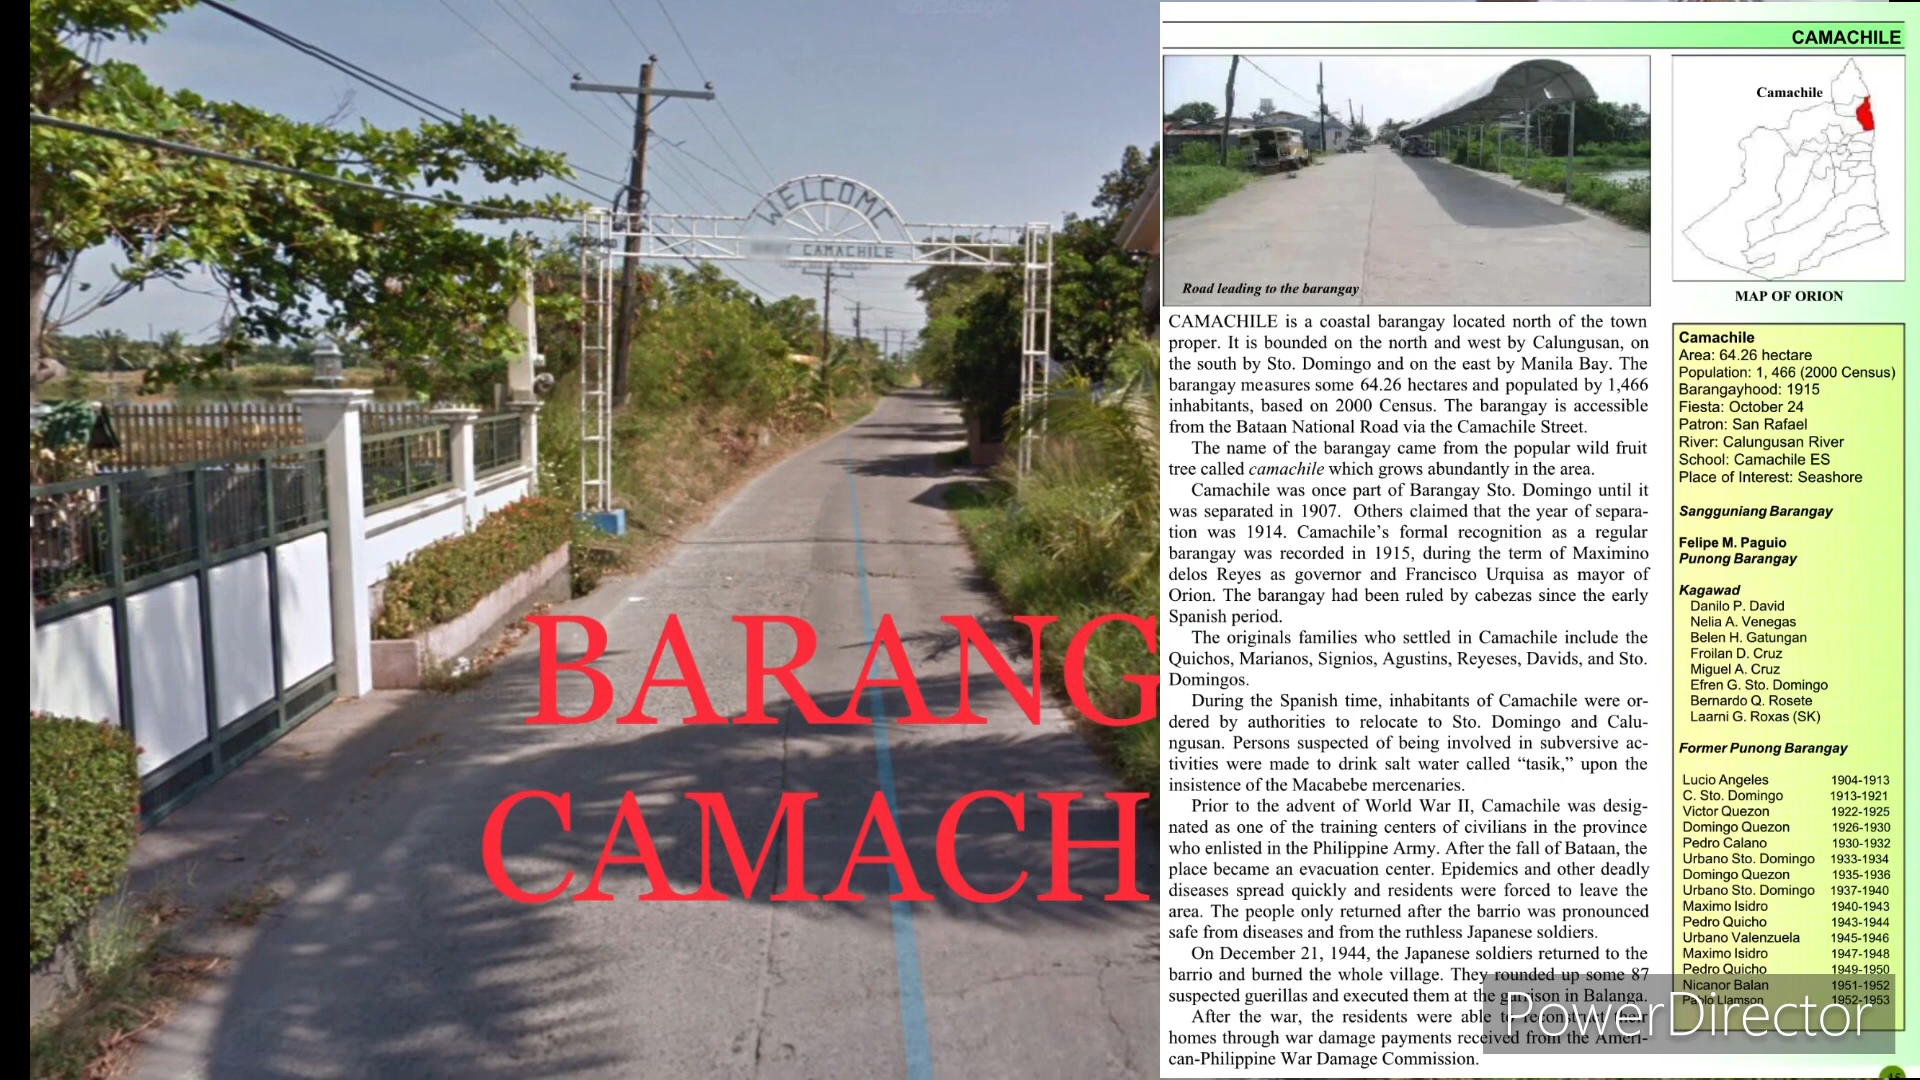 WELCOME
CAMACHILE
BARANG
CAMACH
CAMACHILE
Road leading to the barangay
CAMACHILE is a coastal barangay located north of the town
proper. It is bounded on the north and west by Calungusan, on
the south by Sto. Domingo and on the east by Manila Bay. The
barangay measures some 64.26 hectares and populated by 1,466
inhabitants, based on 2000 Census. The barangay is accessible
from the Bataan National Road via the Camachile Street.
The name of the barangay came from the popular wild fruit
tree called camachile which grows abundantly in the area.
Camachile was once part of Barangay Sto. Domingo until it
was separated in 1907. Others claimed that the year of separa-
tion was 1914. Camachile's formal recognition as a regular
barangay was recorded in 1915, during the term of Maximino
delos Reyes as governor and Francisco Urquisa as mayor of
Orion. The barangay had been ruled by cabezas since the early
Spanish period.
The originals families who settled in Camachile include the
Quichos, Marianos, Signios, Agustins, Reyeses, Davids, and Sto.
Domingos.
During the Spanish time, inhabitants of Camachile were or-
dered by authorities to relocate to Sto. Domingo and Calu-
ngusan. Persons suspected of being involved in subversive ac-
tivities were made to drink salt water called “tasik,” upon the
insistence of the Macabebe mercenaries.
Prior to the advent of World War II, Camachile was desig-
nated as one of the training centers of civilians in the province
who enlisted in the Philippine Army. After the fall of Bataan, the
place became an evacuation center. Epidemics and other deadly
diseases spread quickly and residents were forced to leave the
area. The people only returned after the barrio was pronounced
safe from diseases and from the ruthless Japanese soldiers.
On December 21, 1944, the Japanese soldiers returned to the
barrio and burned the whole village. They rounded up some 87
suspected guerillas and executed them at the garrison in Balanga.
After the war, the residents were able to reconstruct their
homes through war damage payments received from the Ameri-
can-Philippine War Damage Commission.
Camachile
MAP OF ORION
Camachile
Area: 64.26 hectare
Population: 1, 466 (2000 Census)
Barangayhood: 1915
Fiesta: October 24
Patron: San Rafael
River: Calungusan River
School: Camachile ES
Place of Interest: Seashore
Sangguniang Barangay
Felipe M. Paguio
Punong Barangay
Kagawad
Danilo P. David
Nelia A. Venegas
Belen H. Gatungan
Froilan D. Cruz
Miguel A. Cruz
Efren G. Sto. Domingo
Bernardo Q. Rosete
Laarni G. Roxas (SK)
Former Punong Barangay
Lucio Angeles 1904-1913
C. Sto. Domingo 1913-1921
Victor Quezon 1922-1925
Domingo Quezon 1926-1930
Pedro Calano 1930-1932
Urbano Sto. Domingo 1933-1934
Domingo Quezon 1935-1936
Urbano Sto. Domingo 1937-1940
Maximo Isidro 1940-1943
Pedro Quicho 1943-1944
Urbano Valenzuela 1945-1946
Maximo Isidro 1947-1948
Pedro Quicho 1949-1950
Nicanor Balan 1951-1952
Pablo Llamson 1952-1953
PowerDirector